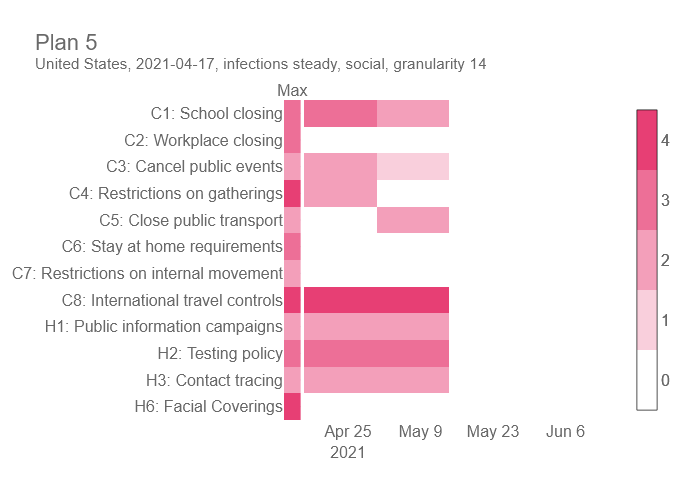 Plan 5
United States, 2021-04-17, infections steady, social, granularity 14
Max
C1: School closing
C2: Workplace closing
C3: Cancel public events
C4: Restrictions on gatherings
C5: Close public transport
C6: Stay at home requirements
C7: Restrictions on internal movement
C8: International travel controls
H1: Public information campaigns
H2: Testing policy
H3: Contact tracing
H6: Facial Coverings
Apr 25 May 9 May 23 Jun 6
2021
4
3
2
1
0